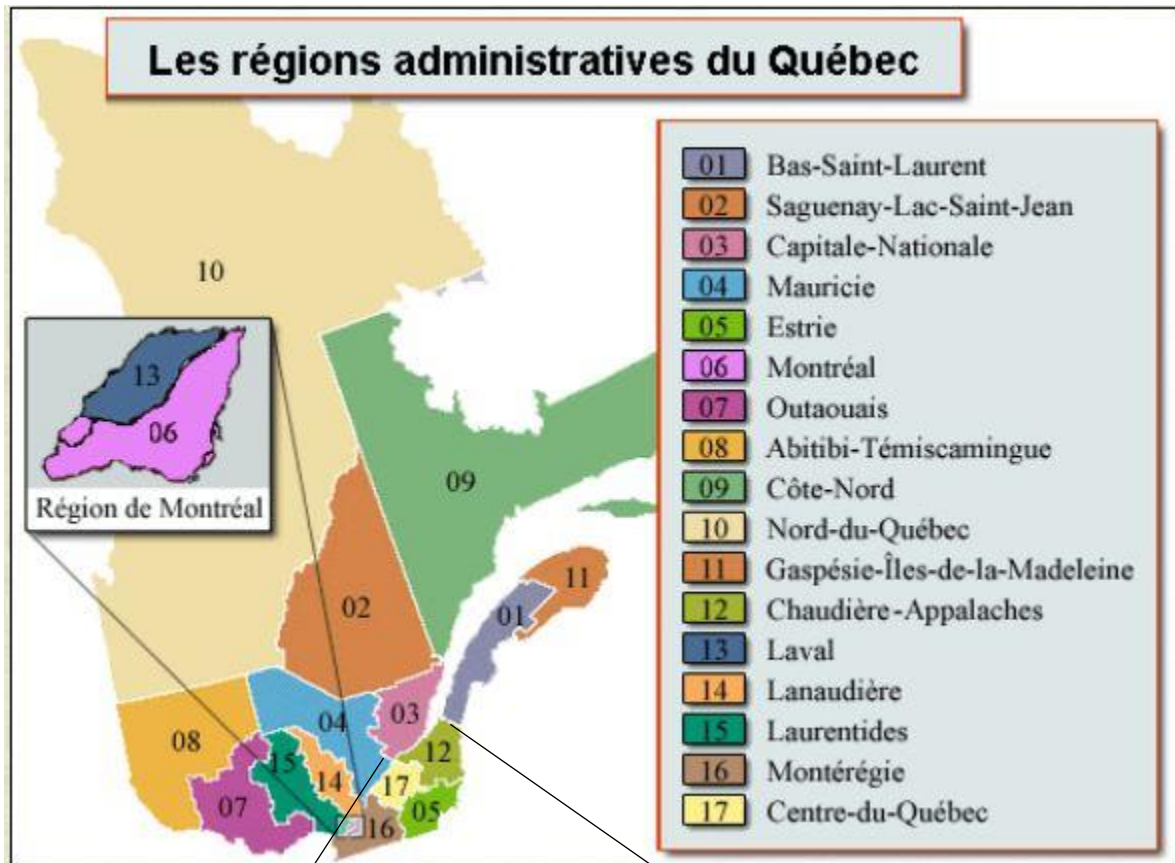 Les régions administratives du Québec
01 Bas-Saint-Laurent
02 Saguenay-Lac-Saint-Jean
03 Capitale-Nationale
04 Mauricie
05 Estrie
06 Montréal
07 Outaouais
08 Abitibi-Témiscamingue
09 Côte-Nord
10 Nord-du-Québec
11 Gaspésie-Îles-de-la-Madeleine
12 Chaudière-Appalaches
13 Laval
14 Lanaudière
15 Laurentides
16 Montérégie
17 Centre-du-Québec
10
13
06
Région de Montréal
09
11
02
01
04
03
08
15
14
12
17
07
16
05